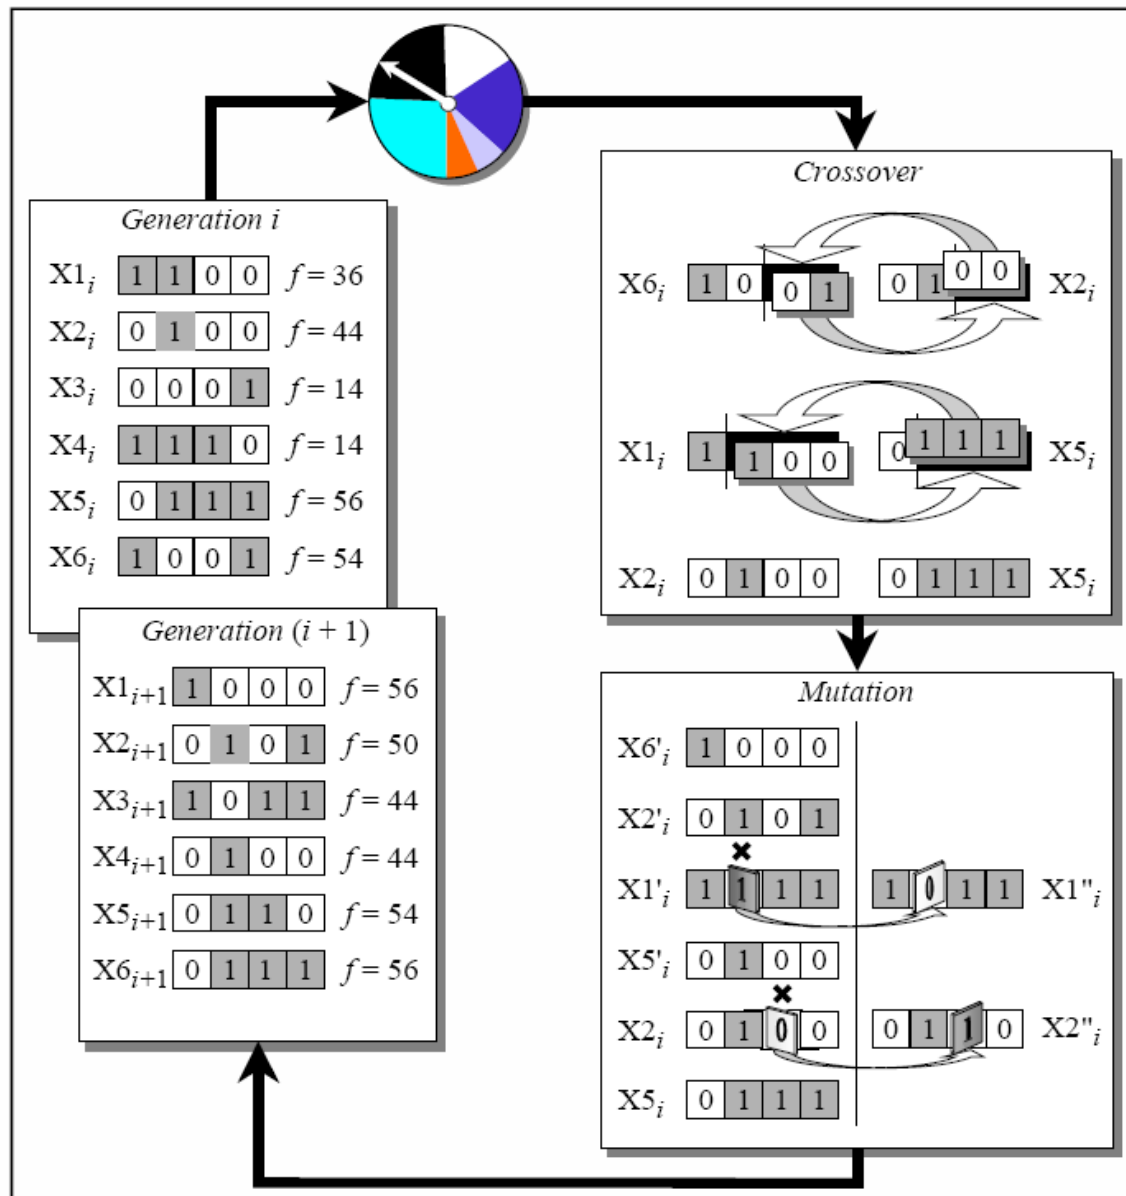 Generation i
X1i 1 1 0 0 f = 36
X2i 0 1 0 0 f = 44
X3i 0 0 0 1 f = 14
X4i 1 1 1 0 f = 14
X5i 0 1 1 1 f = 56
X6i 1 0 0 1 f = 54
Generation (i + 1)
X1i+1 1 0 0 0 f = 56
X2i+1 0 1 0 1 f = 50
X3i+1 1 0 1 1 f = 44
X4i+1 0 1 0 0 f = 44
X5i+1 0 1 1 0 f = 54
X6i+1 0 1 1 1 f = 56
Crossover
X6i 1 0 0 1 0 1 0 0 X2i
X1i 1 1 0 0 0 1 1 1 X5i
X2i 0 1 0 0 0 1 1 1 X5i
Mutation
X6'i 1 0 0 0
X2'i 0 1 0 1
X1'i 1 1 1 1 1 0 1 1 X1"i
X5'i 0 1 0 0
X2i 0 1 0 0 0 1 1 0 X2"i
X5i 0 1 1 1